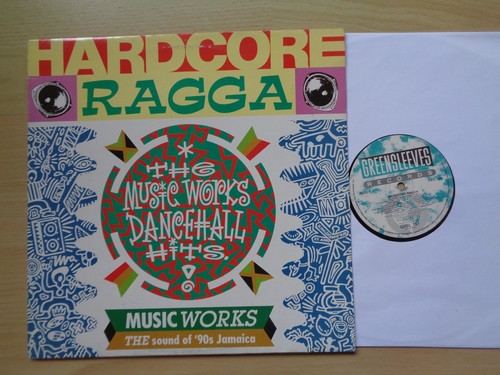 HARDCORE
RAGGA
THE
MUSIC WORKS
DANCEHALL
HITS!
MUSIC WORKS
THE sound of '90s Jamaica
GREENSLEEVES
RECORDS